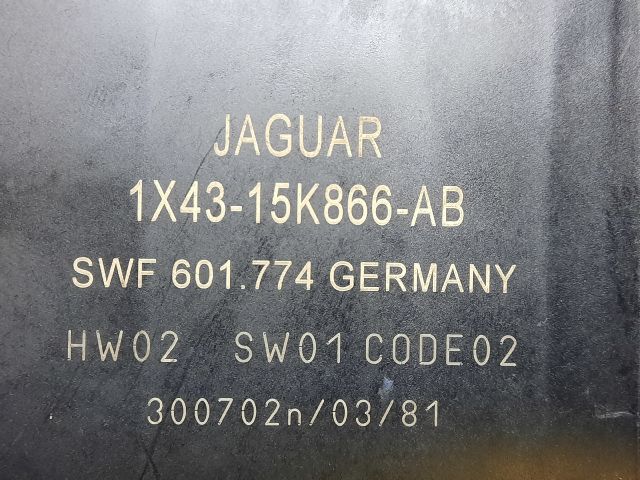 JAGUAR
1X43-15K866-AB
SWF 601.774 GERMANY
HW02 SW01 CODE02
300702n/03/81